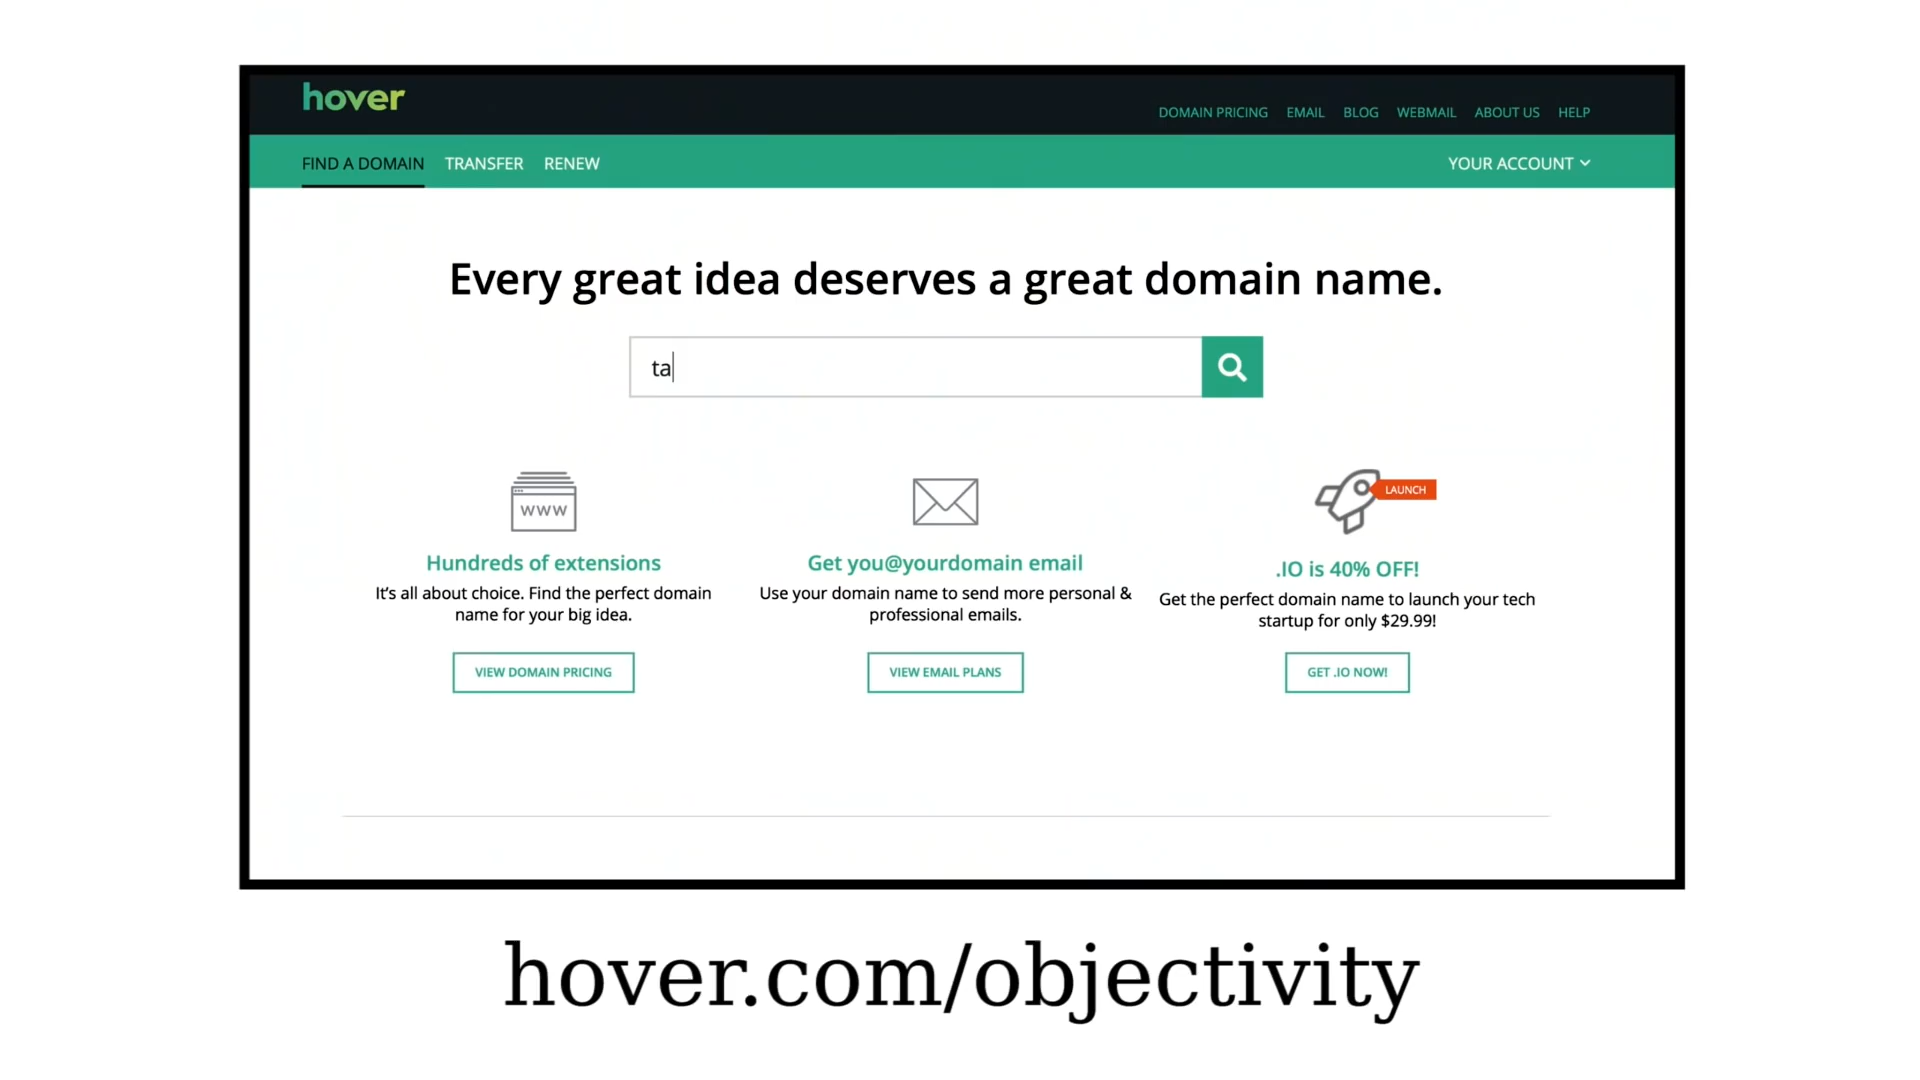 hover
DOMAIN PRICING EMAIL BLOG WEBMAIL ABOUT US HELP
FIND A DOMAIN TRANSFER RENEW YOUR ACCOUNT
Every great idea deserves a great domain name.
ta
WWW
LAUNCH
Hundreds of extensions
It's all about choice. Find the perfect domain
name for your big idea.
VIEW DOMAIN PRICING
Get you@yourdomain email
Use your domain name to send more personal &
professional emails.
VIEW EMAIL PLANS
.IO is 40% OFF!
Get the perfect domain name to launch your tech
startup for only $29.99!
GET .IO NOW!
hover.com/objectivity